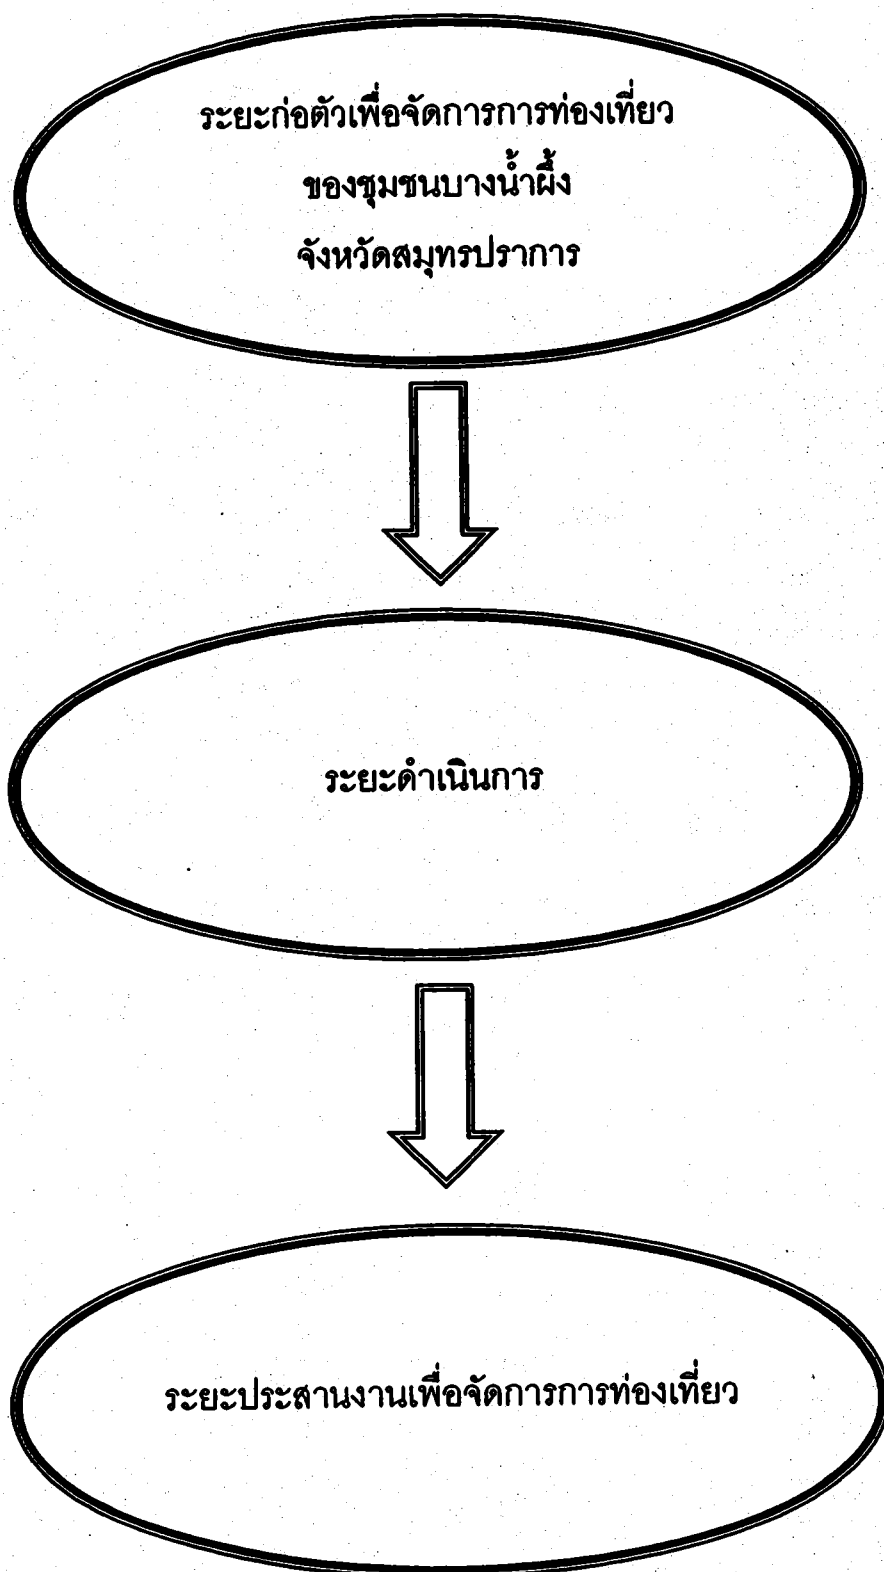 ระยะก่อตัวเพื่อจัดการการท่องเที่ยว
ของชุมชนบางน้ำผึ้ง
จังหวัดสมุทรปราการ
ระยะดำเนินการ
ระยะประสานงานเพื่อจัดการการท่องเที่ยว